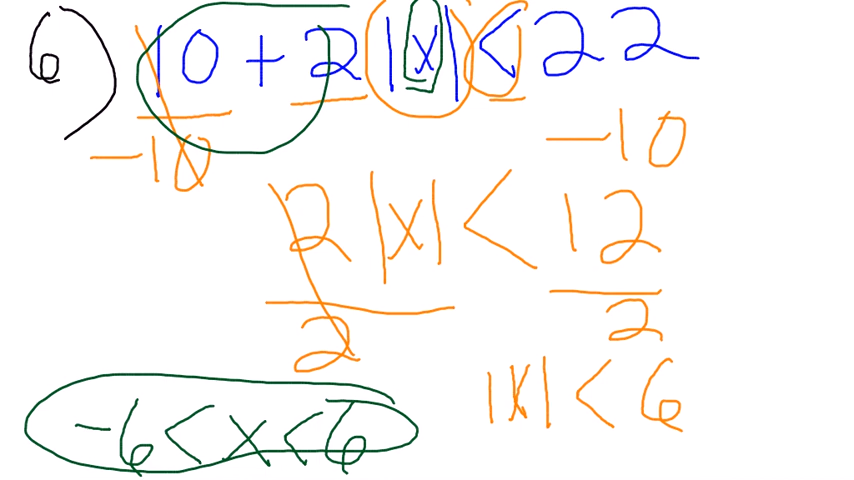 6) 10 + 2|x| < 22
-10 -10
2|x| < 12
2 2
|x| < 6
-6 < x < 6